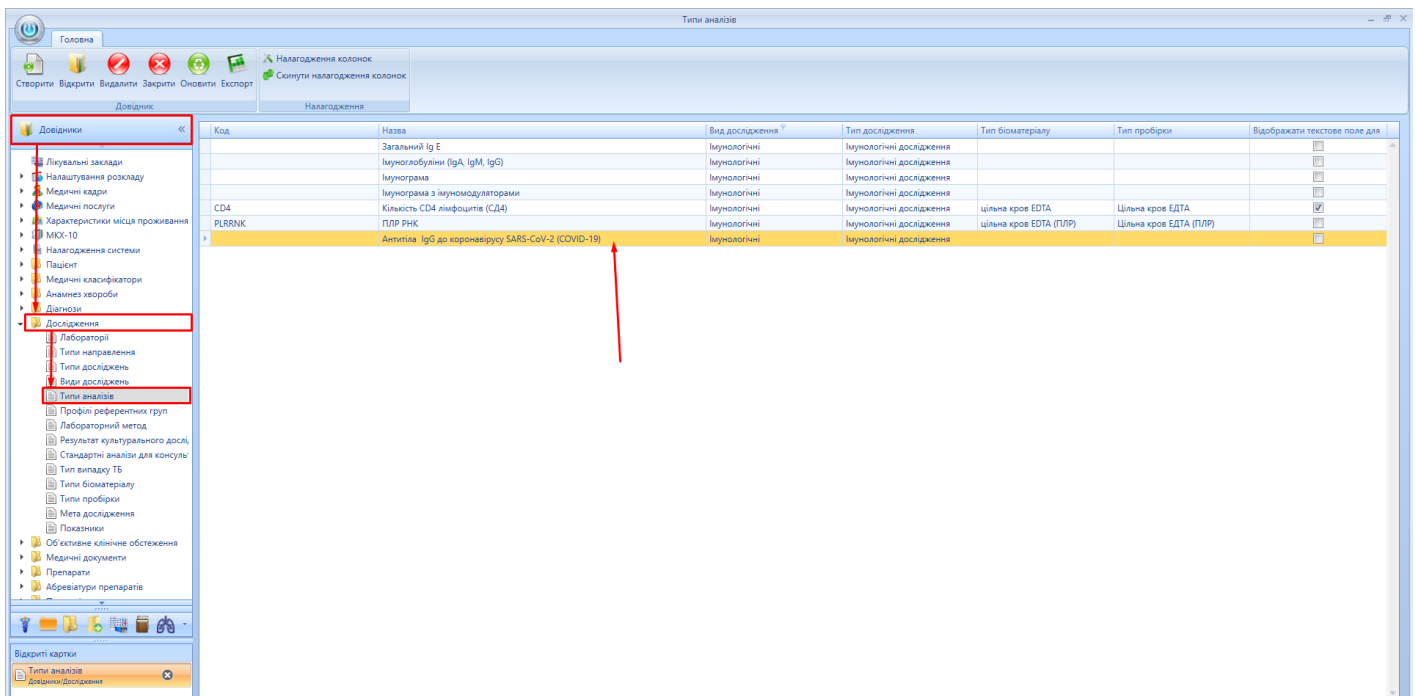 Типи аналізів
Головна
Створити Відкрити Видалити Закрити Оновити Експорт
Налагодження колонок
Скинути налагодження колонок
Довідник
Налагодження
Довідники
Лікувальні заклади
Налаштування розкладу
Медичні кадри
Медичні послуги
Характеристики місця проживання
МКХ-10
Налагодження системи
Пацієнт
Медичні класифікатори
Анамнез хвороби
Діагнози
Дослідження
Лабораторії
Типи направлення
Типи досліджень
Види досліджень
Типи аналізів
Профілі референтних груп
Лабораторний метод
Результат культурального дослі,
Стандартні аналізи для консуль
Тип випадку ТБ
Типи біоматеріалу
Типи пробірки
Мета дослідження
Показники
Об'єктивне клінічне обстеження
Медичні документи
Препарати
Абревіатури препаратів
Відкриті картки
Типи аналізів
Довідники/Дослідження
Код Назва Вид дослідження Тип дослідження Тип біоматеріалу Тип пробірки Відображати текстове поле для
Загальний Ig E Імунологічні Імунологічні дослідження
Імуноглобуліни (IgA, IgM, IgG) Імунологічні Імунологічні дослідження
Імунограма Імунологічні Імунологічні дослідження
Імунограма з імуномодуляторами Імунологічні Імунологічні дослідження
CD4 Кількість CD4 лімфоцитів (СД4) Імунологічні Імунологічні дослідження цільна кров EDTA Цільна кров ЕДТА
PLRRNK ПЛР РНК Імунологічні Імунологічні дослідження цільна кров EDTA (ПЛР) Цільна кров ЕДТА (ПЛР)
Антитіла IgG до коронавірусу SARS-CoV-2 (COVID-19) Імунологічні Імунологічні дослідження